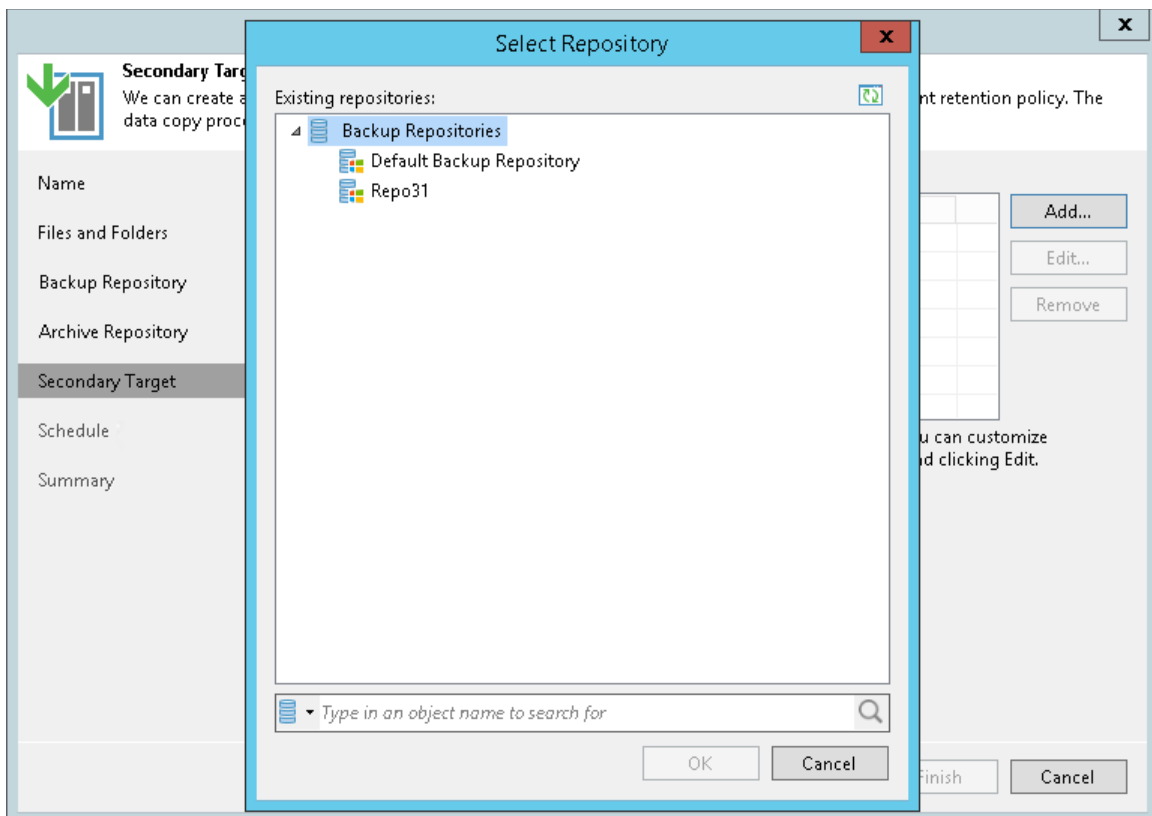 x
Select Repository
x
Secondary Targ
We can create a
data copy proc
nt retention policy. The
Existing repositories:
Backup Repositories
Default Backup Repository
Repo31
Name
Files and Folders
Backup Repository
Archive Repository
Secondary Target
Schedule
Summary
Add...
Edit...
Remove
u can customize
d clicking Edit.
Type in an object name to search for
OK
Cancel
Finish
Cancel